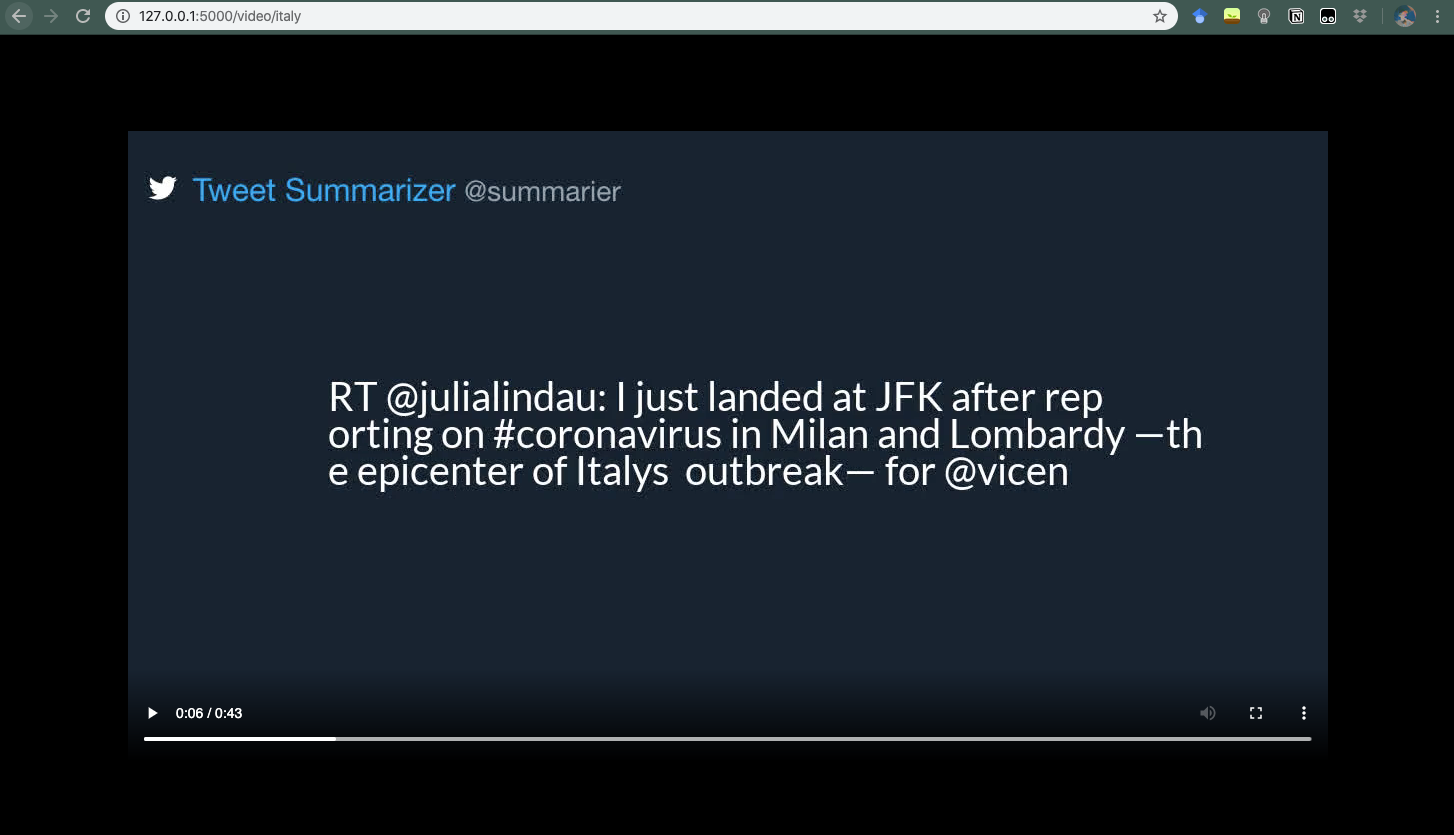 127.0.0.1:5000/video/italy
Tweet Summarizer @summarier
RT @julialindau: I just landed at JFK after rep
orting on #coronavirus in Milan and Lombardy —th
e epicenter of Italys  outbreak— for @vicen
0:06 / 0:43